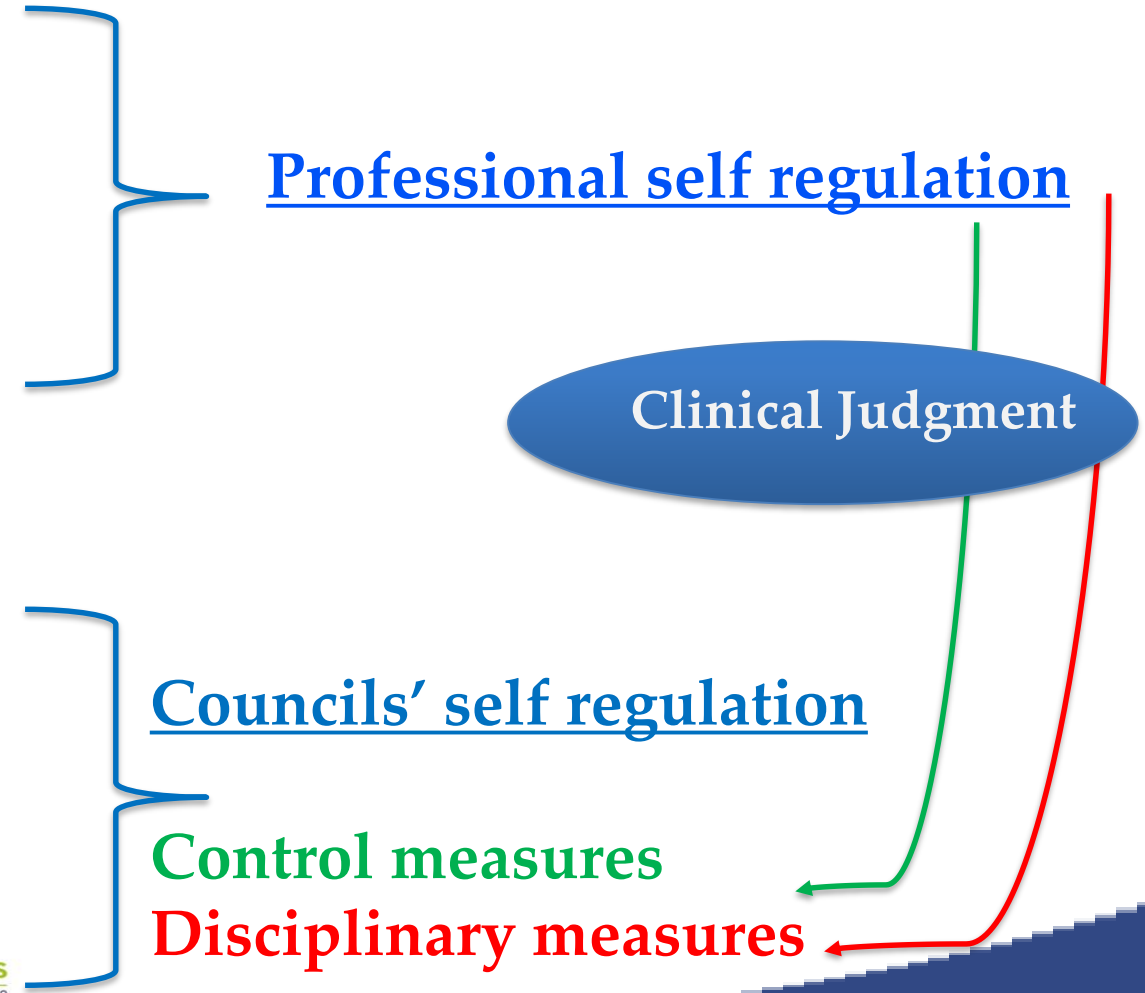 Professional self regulation
Clinical Judgment
Councils’ self regulation
Control measures
Disciplinary measures